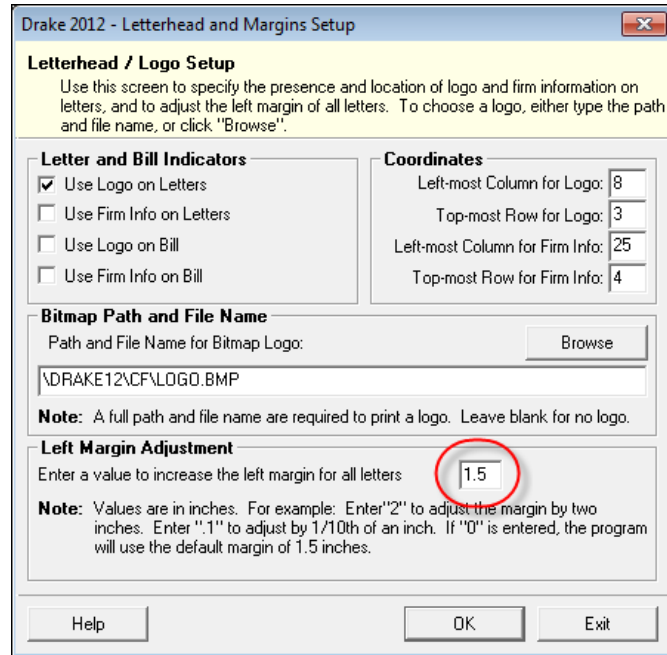 Drake 2012 - Letterhead and Margins Setup
Letterhead / Logo Setup
Use this screen to specify the presence and location of logo and firm information on
letters, and to adjust the left margin of all letters. To choose a logo, either type the path
and file name, or click "Browse".
Letter and Bill Indicators
Use Logo on Letters
Use Firm Info on Letters
Use Logo on Bill
Use Firm Info on Bill
Coordinates
Left-most Column for Logo: 8
Top-most Row for Logo: 3
Left-most Column for Firm Info: 25
Top-most Row for Firm Info: 4
Bitmap Path and File Name
Path and File Name for Bitmap Logo:
Browse
\DRAKE12\CF\LOGO.BMP
Note: A full path and file name are required to print a logo. Leave blank for no logo.
Left Margin Adjustment
Enter a value to increase the left margin for all letters 1.5
Note: Values are in inches. For example: Enter"2" to adjust the margin by two
inches. Enter ".1" to adjust by 1/10th of an inch. If "0" is entered, the program
will use the default margin of 1.5 inches.
Help
OK
Exit